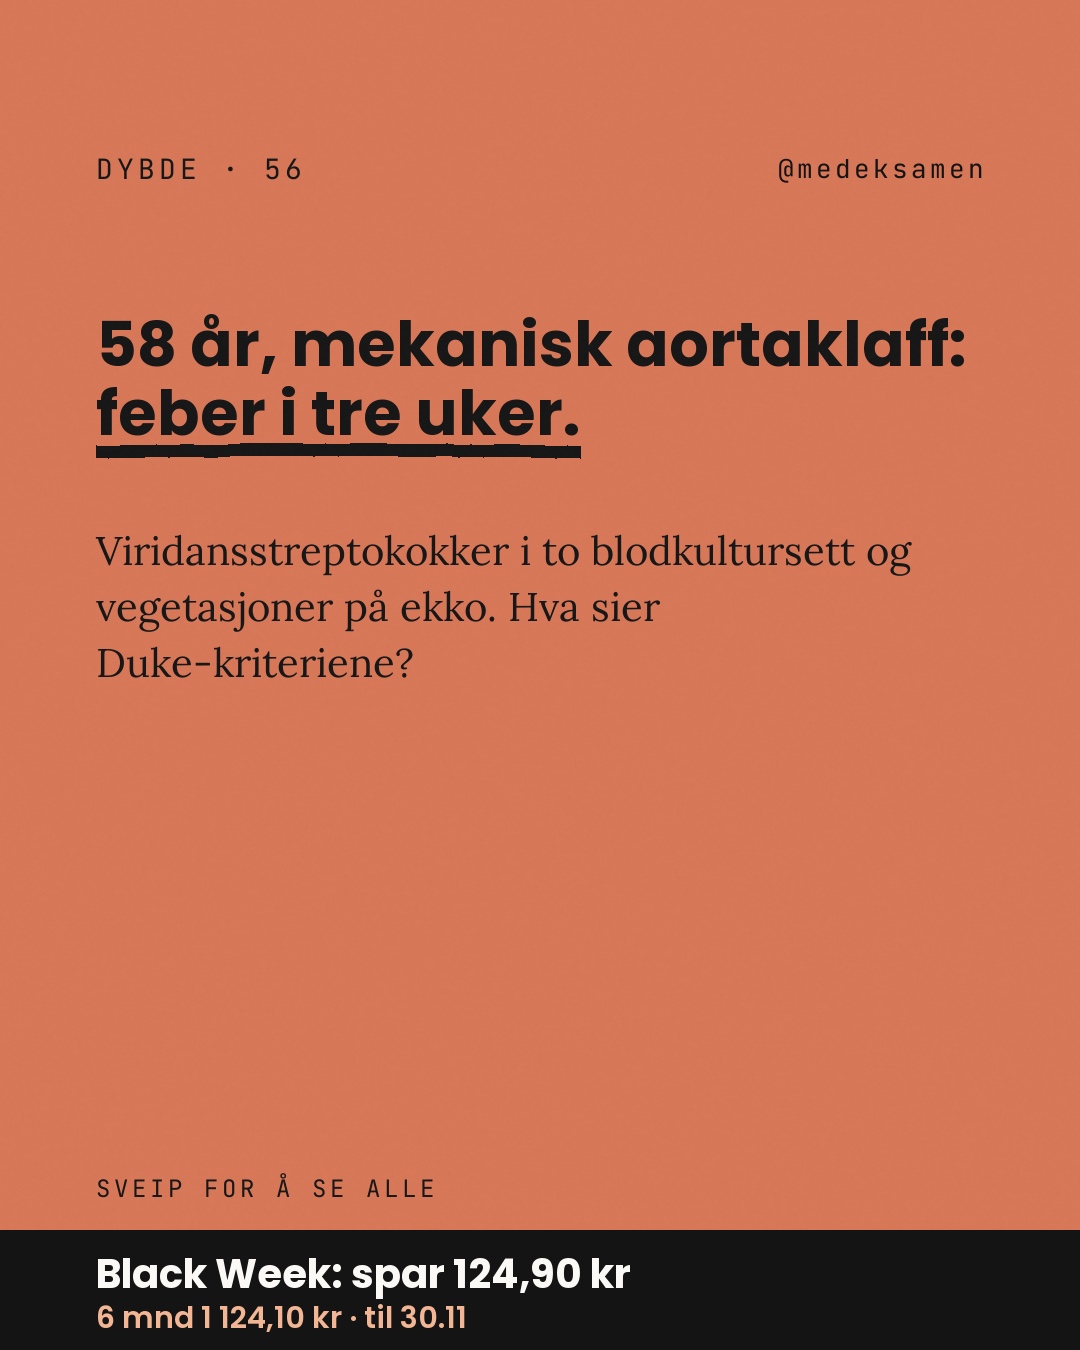 DYBDE · 56
@medeksamen
58 år, mekanisk aortaklaff:
feber i tre uker.
Viridansstreptokokker i to blodkultursett og
vegetasjoner på ekko. Hva sier
Duke-kriteriene?
SVEIP FOR Å SE ALLE
Black Week: spar 124,90 kr
6 mnd 1 124,10 kr · til 30.11